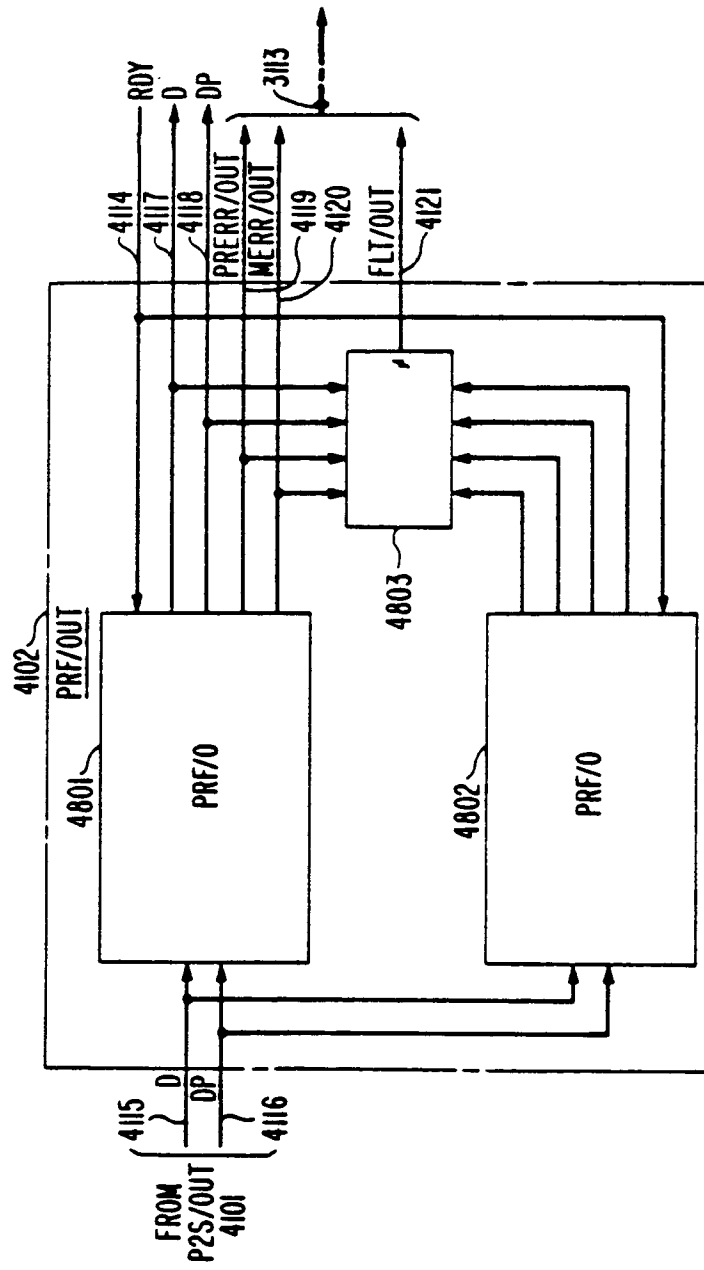 4102
PRF/OUT
4801
PRF/O
4802
PRF/O
4803
FROM
P2S/OUT
4101
4115
D
DP
4116
4114
RDY
4117
D
4118
DP
PRERR/OUT
MERR/OUT
4119
4120
FLT/OUT
4121
3113